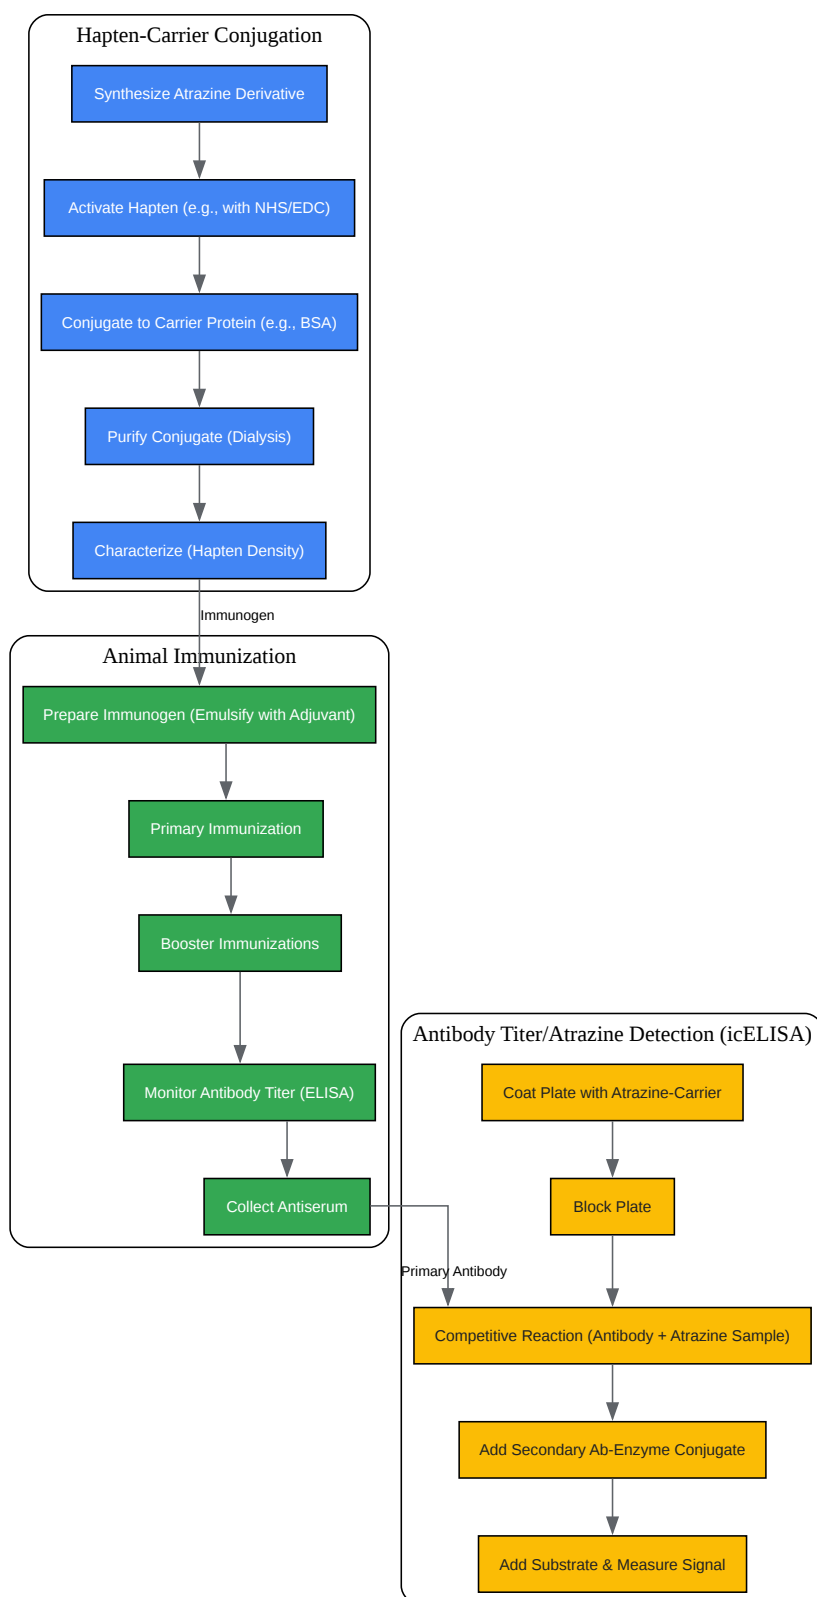 Hapten-Carrier Conjugation
Synthesize Atrazine Derivative
Activate Hapten (e.g., with NHS/EDC)
Conjugate to Carrier Protein (e.g., BSA)
Purify Conjugate (Dialysis)
Characterize (Hapten Density)
Immunogen
Animal Immunization
Prepare Immunogen (Emulsify with Adjuvant)
Primary Immunization
Booster Immunizations
Monitor Antibody Titer (ELISA)
Collect Antiserum
Antibody Titer/Atrazine Detection (icELISA)
Coat Plate with Atrazine-Carrier
Block Plate
Primary Antibody
Competitive Reaction (Antibody + Atrazine Sample)
Add Secondary Ab-Enzyme Conjugate
Add Substrate & Measure Signal